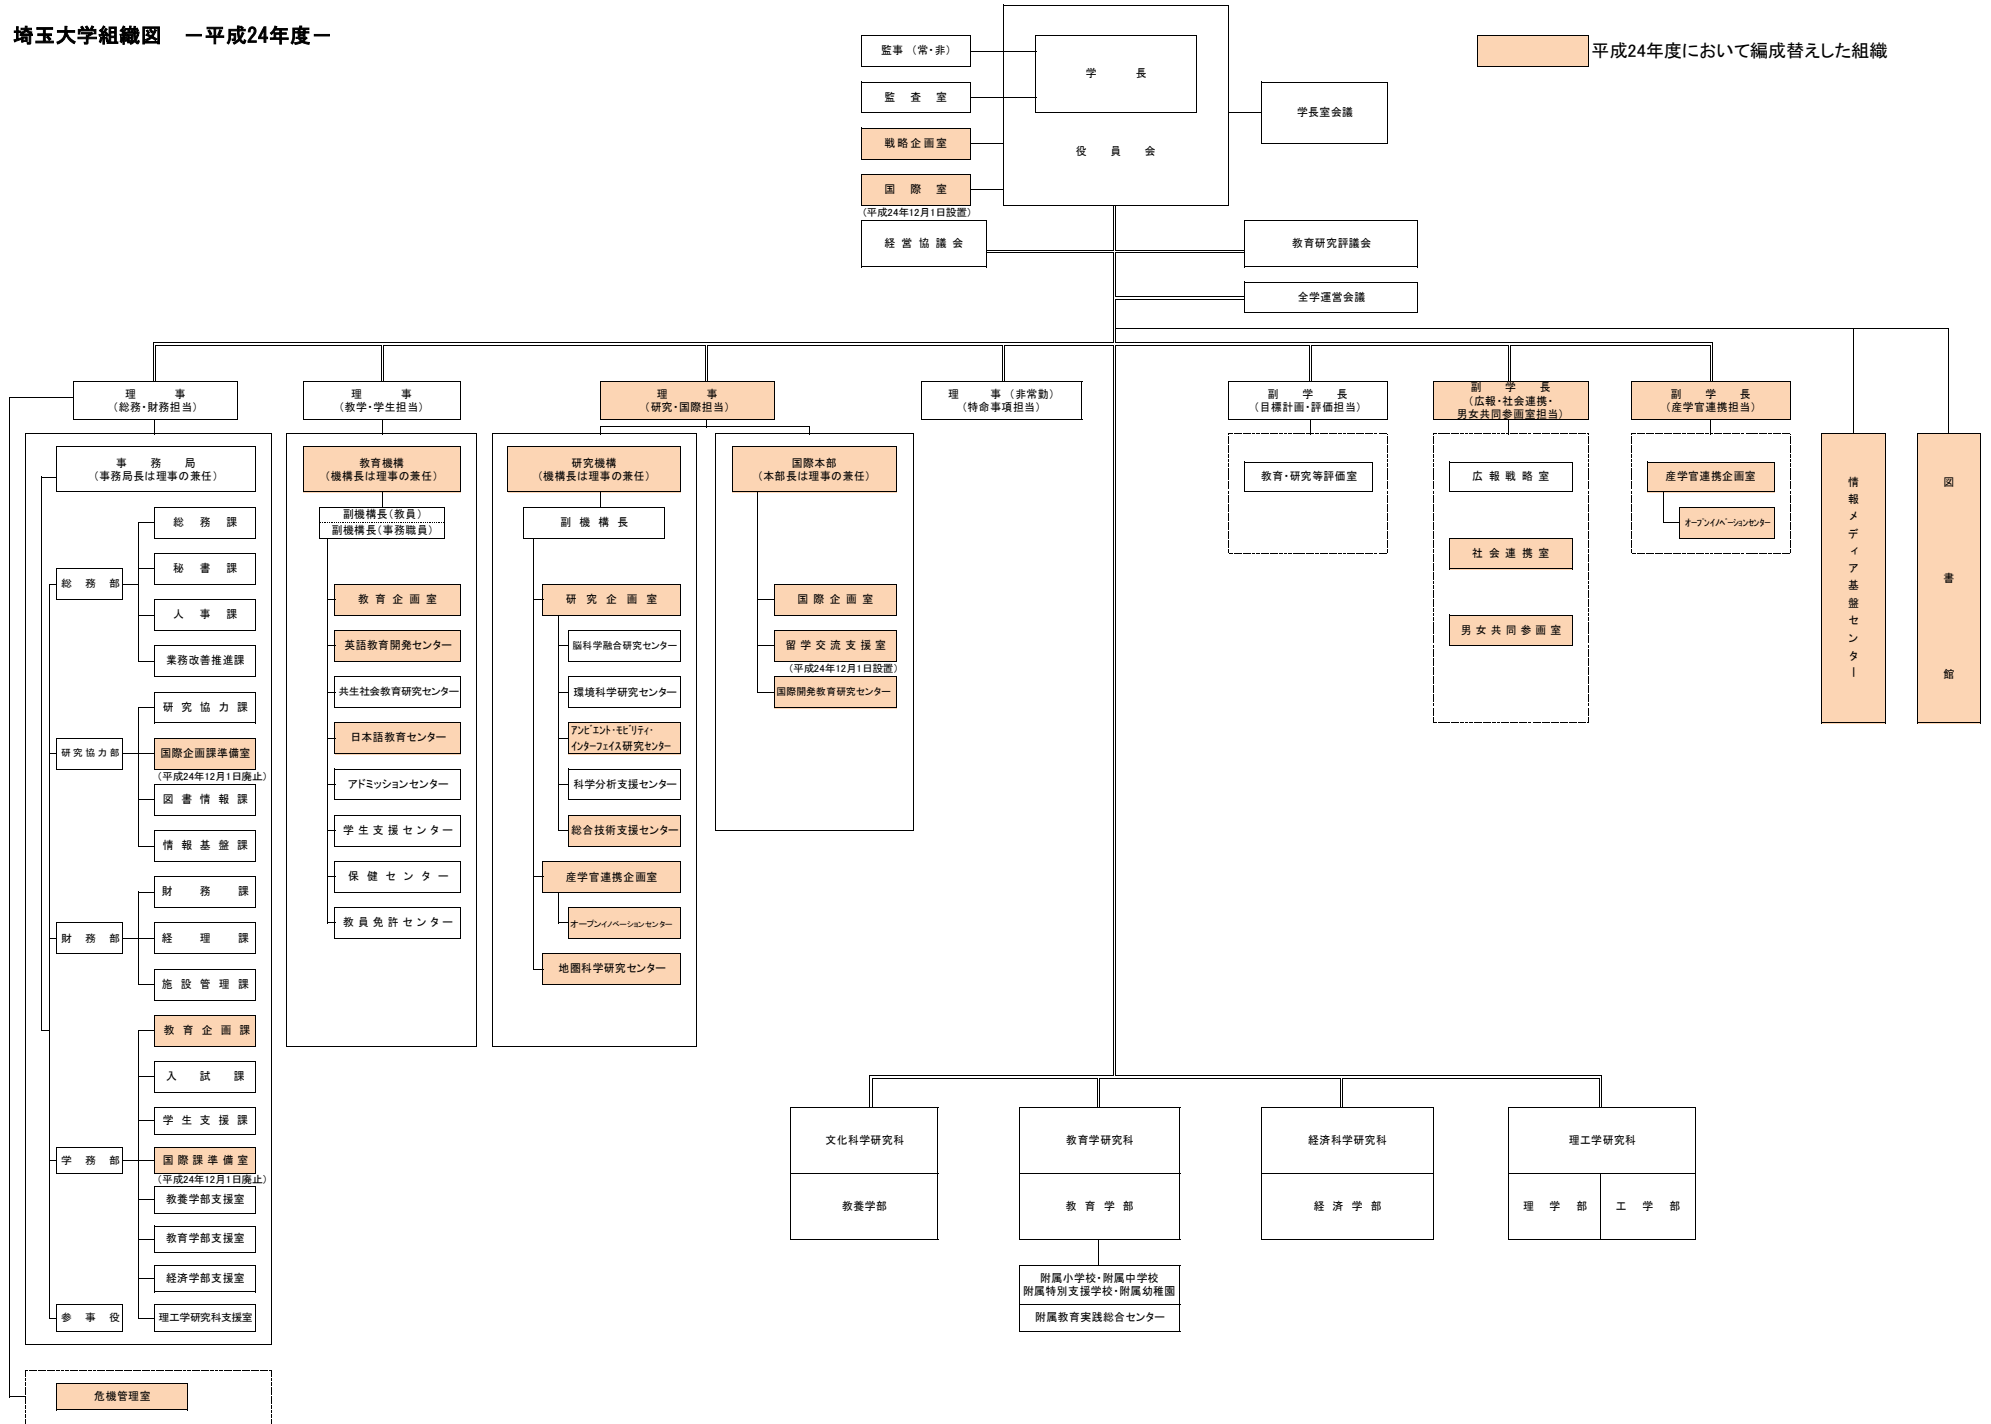 埼玉大学組織図 －平成24年度－
平成24年度において編成替えした組織
監事（常・非）
学長
監査室
学長室会議
戦略企画室
役員会
国際室
（平成24年12月1日設置）
経営協議会
教育研究評議会
全学運営会議
理事
（総務・財務担当）
理事
（教学・学生担当）
理事
（研究・国際担当）
理事（非常勤）
（特命事項担当）
副学長
（目標計画・評価担当）
副学長
（広報・社会連携・
男女共同参画室担当）
副学長
（産学官連携担当）
事務局
（事務局長は理事の兼任）
総務部
総務課
秘書課
人事課
業務改善推進課
研究協力部
研究協力課
国際企画課準備室
（平成24年12月1日廃止）
図書情報課
情報基盤課
財務部
財務課
経理課
施設管理課
学務部
教育企画課
入試課
学生支援課
国際課準備室
（平成24年12月1日廃止）
教養学部支援室
教育学部支援室
経済学部支援室
理工学研究科支援室
参事役
危機管理室
教育機構
（機構長は理事の兼任）
副機構長（教員）
副機構長（事務職員）
教育企画室
英語教育開発センター
共生社会教育研究センター
日本語教育センター
アドミッションセンター
学生支援センター
保健センター
教員免許センター
研究機構
（機構長は理事の兼任）
副機構長
研究企画室
脳科学融合研究センター
環境科学研究センター
アンビエント・モビリティ・
インターフェイス研究センター
科学分析支援センター
総合技術支援センター
産学官連携企画室
オープンイノベーションセンター
地圏科学研究センター
国際本部
（本部長は理事の兼任）
国際企画室
留学交流支援室
（平成24年12月1日設置）
国際開発教育研究センター
教育・研究等評価室
広報戦略室
社会連携室
男女共同参画室
産学官連携企画室
オープンイノベーションセンター
情報メディア基盤センター
図書館
文化科学研究科
教養学部
教育学研究科
教育学部
附属小学校・附属中学校
附属特別支援学校・附属幼稚園
附属教育実践総合センター
経済科学研究科
経済学部
理工学研究科
理学部
工学部